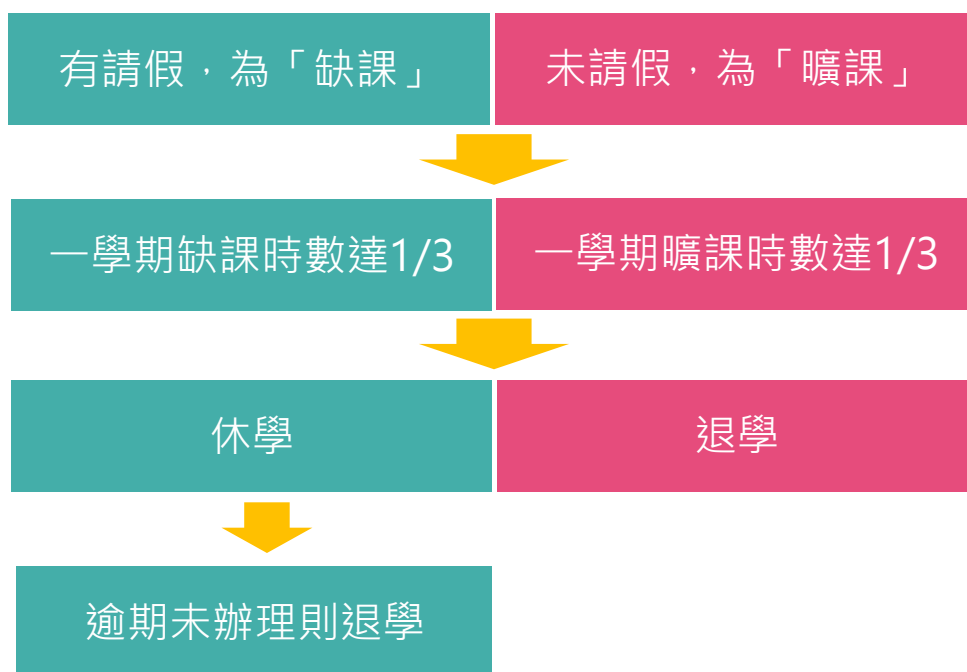 有請假，為「缺課」
未請假，為「曠課」
一學期缺課時數達1/3
一學期曠課時數達1/3
休學
退學
逾期未辦理則退學